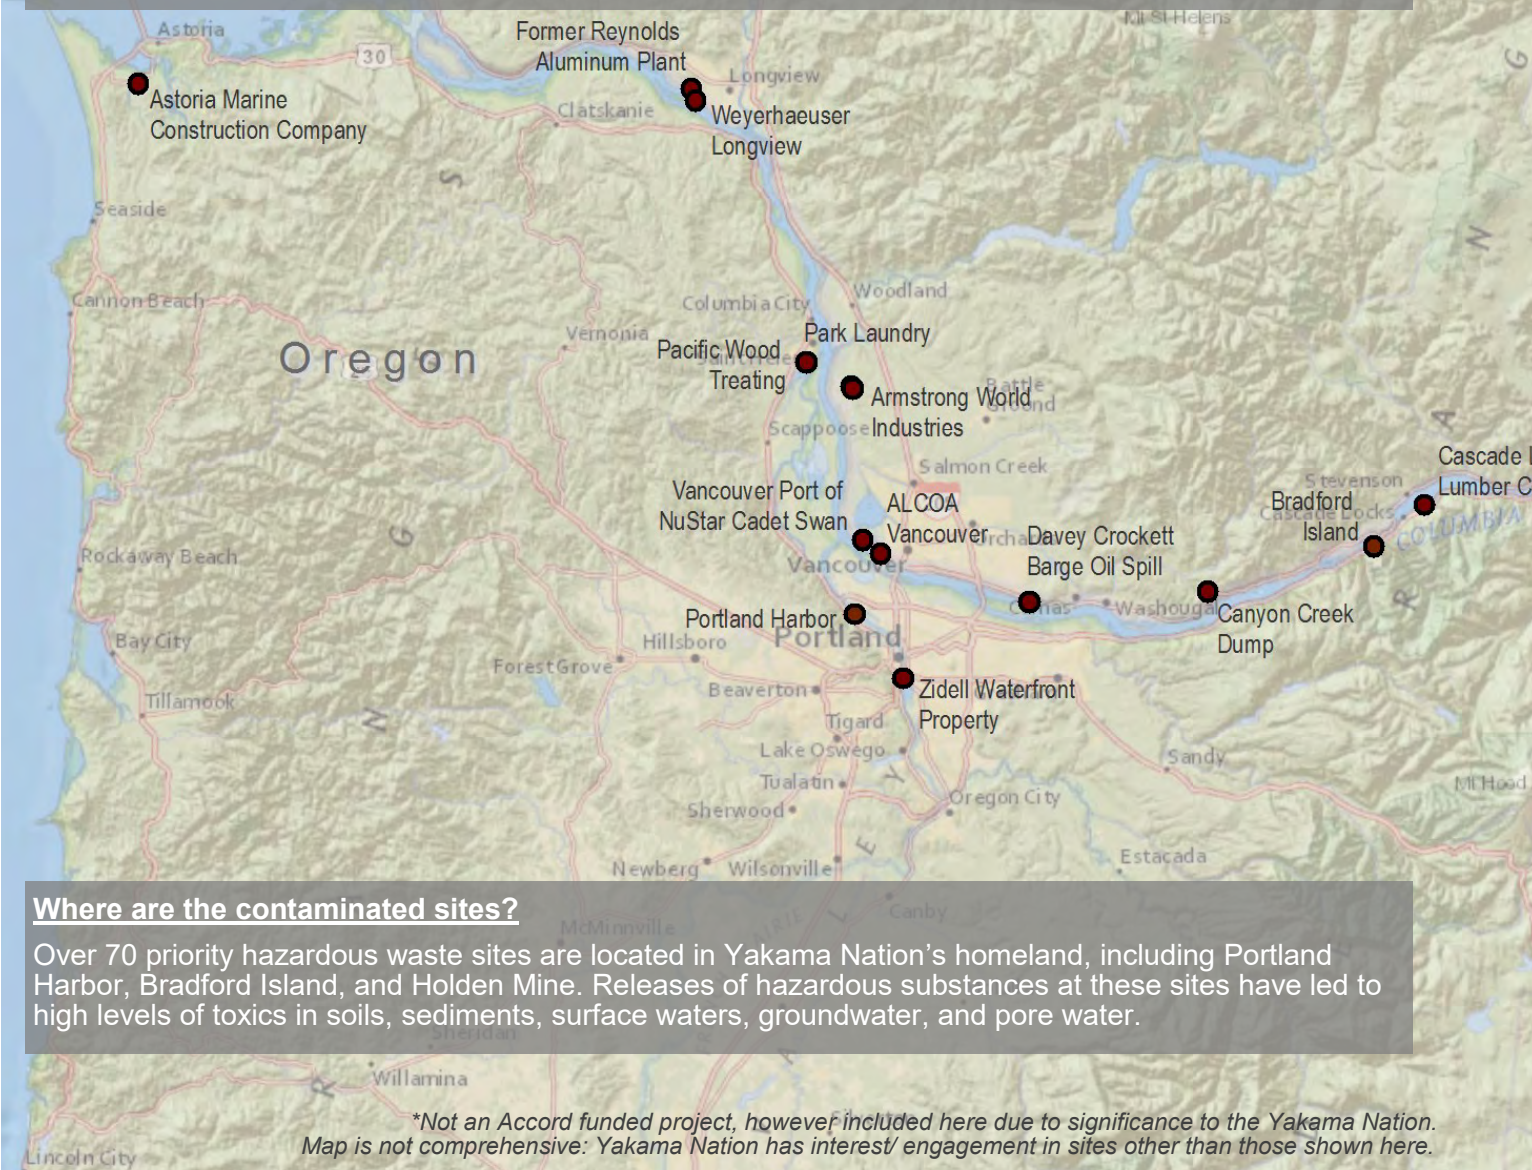 Mt St Helens
Astoria
30
Former Reynolds
Aluminum Plant
Longview
Astoria Marine
Construction Company
Clatskanie
Weyerhaeuser
Longview
G
S
Seaside
N
Cannon Beach
Columbia City
Woodland
Vernonia
Oregon
Park Laundry
Pacific Wood
Treating
Armstrong World
Industries
Battle
Ground
Scappoose
A
Salmon Creek
Cascade
Lumber C
Stevenson
Cascade Locks
COLUMBIA
Vancouver Port of
NuStar Cadet Swan
ALCOA
Vancouver
Bradford
Island
G
Davey Crockett
Barge Oil Spill
Rockaway Beach
Vancouver
R
Camas
Washougal
Canyon Creek
Dump
Portland Harbor
Portland
Bay City
Hillsboro
Forest Grove
Beaverton
Zidell Waterfront
Property
Tillamook
N
Tigard
Lake Oswego
Sandy
Y
Tualatin
Mt Hood
Sherwood
Oregon City
E
Newberg
Wilsonville
Estacada
Where are the contaminated sites?
Canby
L
McMinnville
Over 70 priority hazardous waste sites are located in Yakama Nation’s homeland, including Portland
Harbor, Bradford Island, and Holden Mine. Releases of hazardous substances at these sites have led to
high levels of toxics in soils, sediments, surface waters, groundwater, and pore water.
Sheridan
A
Willamina
R
*Not an Accord funded project, however included here due to significance to the Yakama Nation.
Map is not comprehensive: Yakama Nation has interest/ engagement in sites other than those shown here.
Lincoln City